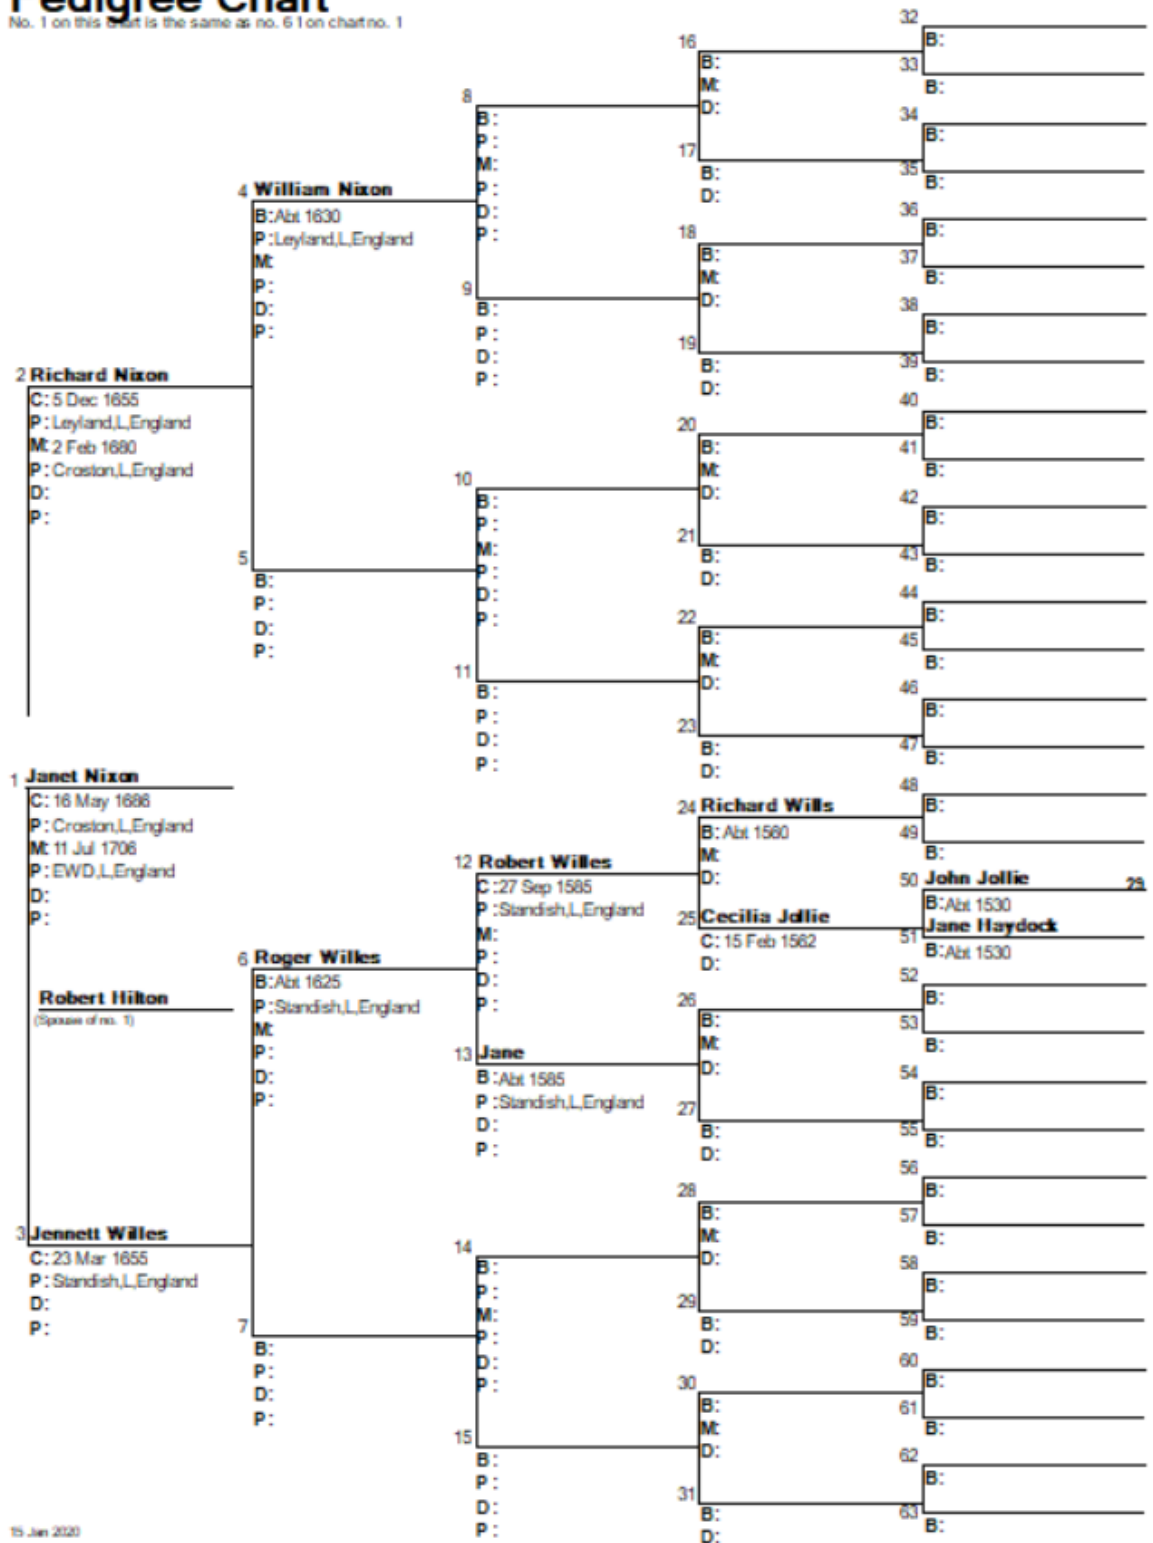 Pedigree Chart
No. 1 on this chart is the same as no. 61 on chart no. 1
2 Richard Nixon
C: 5 Dec 1655
P: Leyland,L,England
M: 2 Feb 1680
P: Croston,L,England
D:
P:
1 Janet Nixon
C: 16 May 1686
P: Croston,L,England
M: 11 Jul 1706
P: EWD,L,England
D:
P:
Robert Hilton
(Spouse of no. 1)
3 Jennett Willes
C: 23 Mar 1655
P: Standish,L,England
D:
P:
4 William Nixon
B: Abt 1630
P: Leyland,L,England
M:
P:
D:
P:
5
B:
P:
D:
P:
6 Roger Willes
B: Abt 1625
P: Standish,L,England
M:
P:
D:
P:
7
B:
P:
D:
P:
8
B:
P:
M:
P:
D:
P:
9
B:
P:
D:
P:
10
B:
P:
M:
P:
D:
P:
11
B:
P:
D:
P:
12 Robert Willes
C: 27 Sep 1585
P: Standish,L,England
M:
P:
D:
P:
13 Jane
B: Abt 1585
P: Standish,L,England
D:
P:
14
B:
P:
M:
P:
D:
P:
15
B:
P:
D:
P:
16
B:
M:
D:
17
B:
D:
18
B:
M:
D:
19
B:
D:
20
B:
M:
D:
21
B:
D:
22
B:
M:
D:
23
B:
D:
24 Richard Wills
B: Abt 1560
M:
D:
25 Cecilia Jollie
C: 15 Feb 1562
D:
26
B:
M:
D:
27
B:
D:
28
B:
M:
D:
29
B:
D:
30
B:
M:
D:
31
B:
D:
32
B:
33
B:
34
B:
35
B:
36
B:
37
B:
38
B:
39
B:
40
B:
41
B:
42
B:
43
B:
44
B:
45
B:
46
B:
47
B:
48
B:
49
B:
50 John Jollie 29
B: Abt 1530
51 Jane Haydock
B: Abt 1530
52
B:
53
B:
54
B:
55
B:
56
B:
57
B:
58
B:
59
B:
60
B:
61
B:
62
B:
63
B:
15 Jan 2020